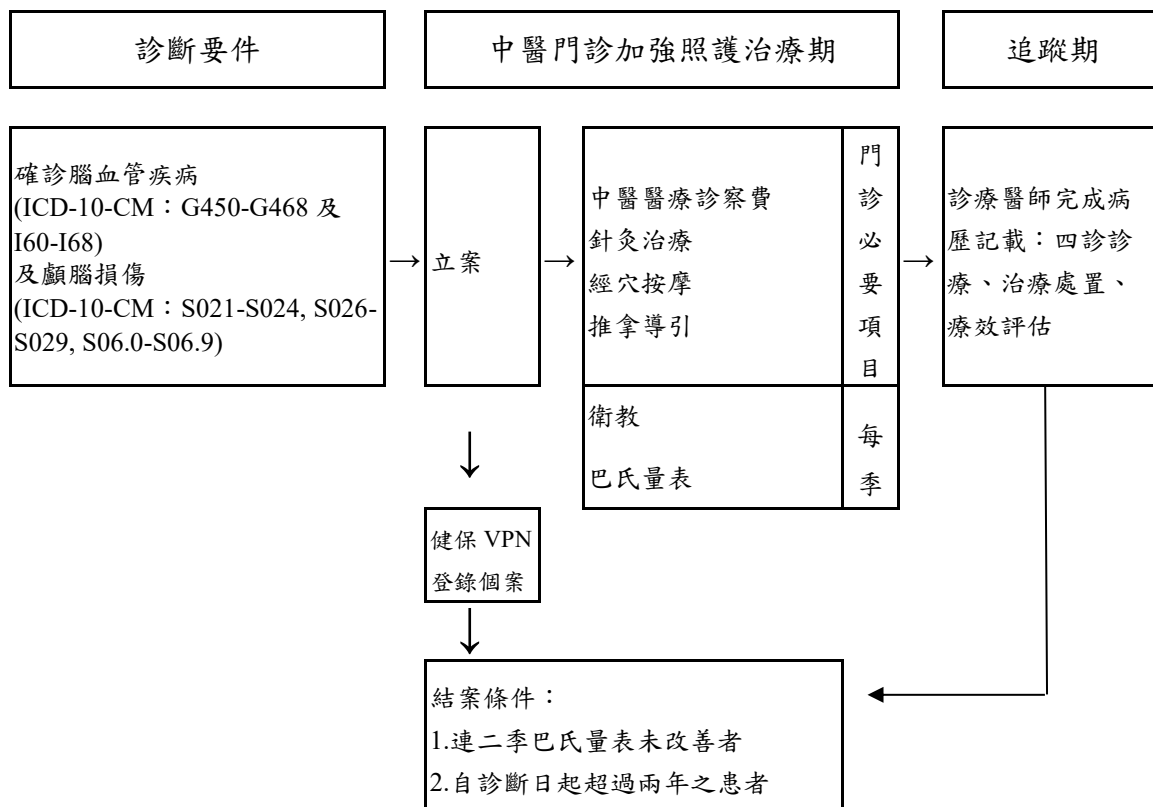 診斷要件
中醫門診加強照護治療期
追蹤期
確診腦血管疾病
(ICD-10-CM：G450-G468 及
I60-I68)
及顱腦損傷
(ICD-10-CM：S021-S024, S026-
S029, S06.0-S06.9)
→
立案
→
中醫醫療診察費
針灸治療
經穴按摩
推拿導引
門
診
必
要
項
目
衛教
巴氏量表
每
季
→
診療醫師完成病
歷記載：四診診
療、治療處置、
療效評估
↓
健保 VPN
登錄個案
↓
結案條件：
1.連二季巴氏量表未改善者
2.自診斷日起超過兩年之患者